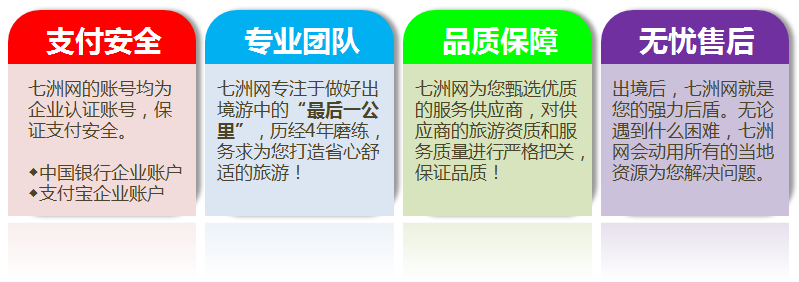 支付安全
七洲网的账号均为
企业认证账号，保
证支付安全。
◆中国银行企业账户
◆支付宝企业账户
专业团队
七洲网专注于做好出
境游中的“最后一公
里”，历经4年磨练，
务求为您打造省心舒
适的旅游！
品质保障
七洲网为您甄选优质
的服务供应商，对供
应商的旅游资质和服
务质量进行严格把关，
保证品质！
无忧售后
出境后，七洲网就是
您的强力后盾。无论
遇到什么困难，七洲
网会动用所有的当地
资源为您解决问题。